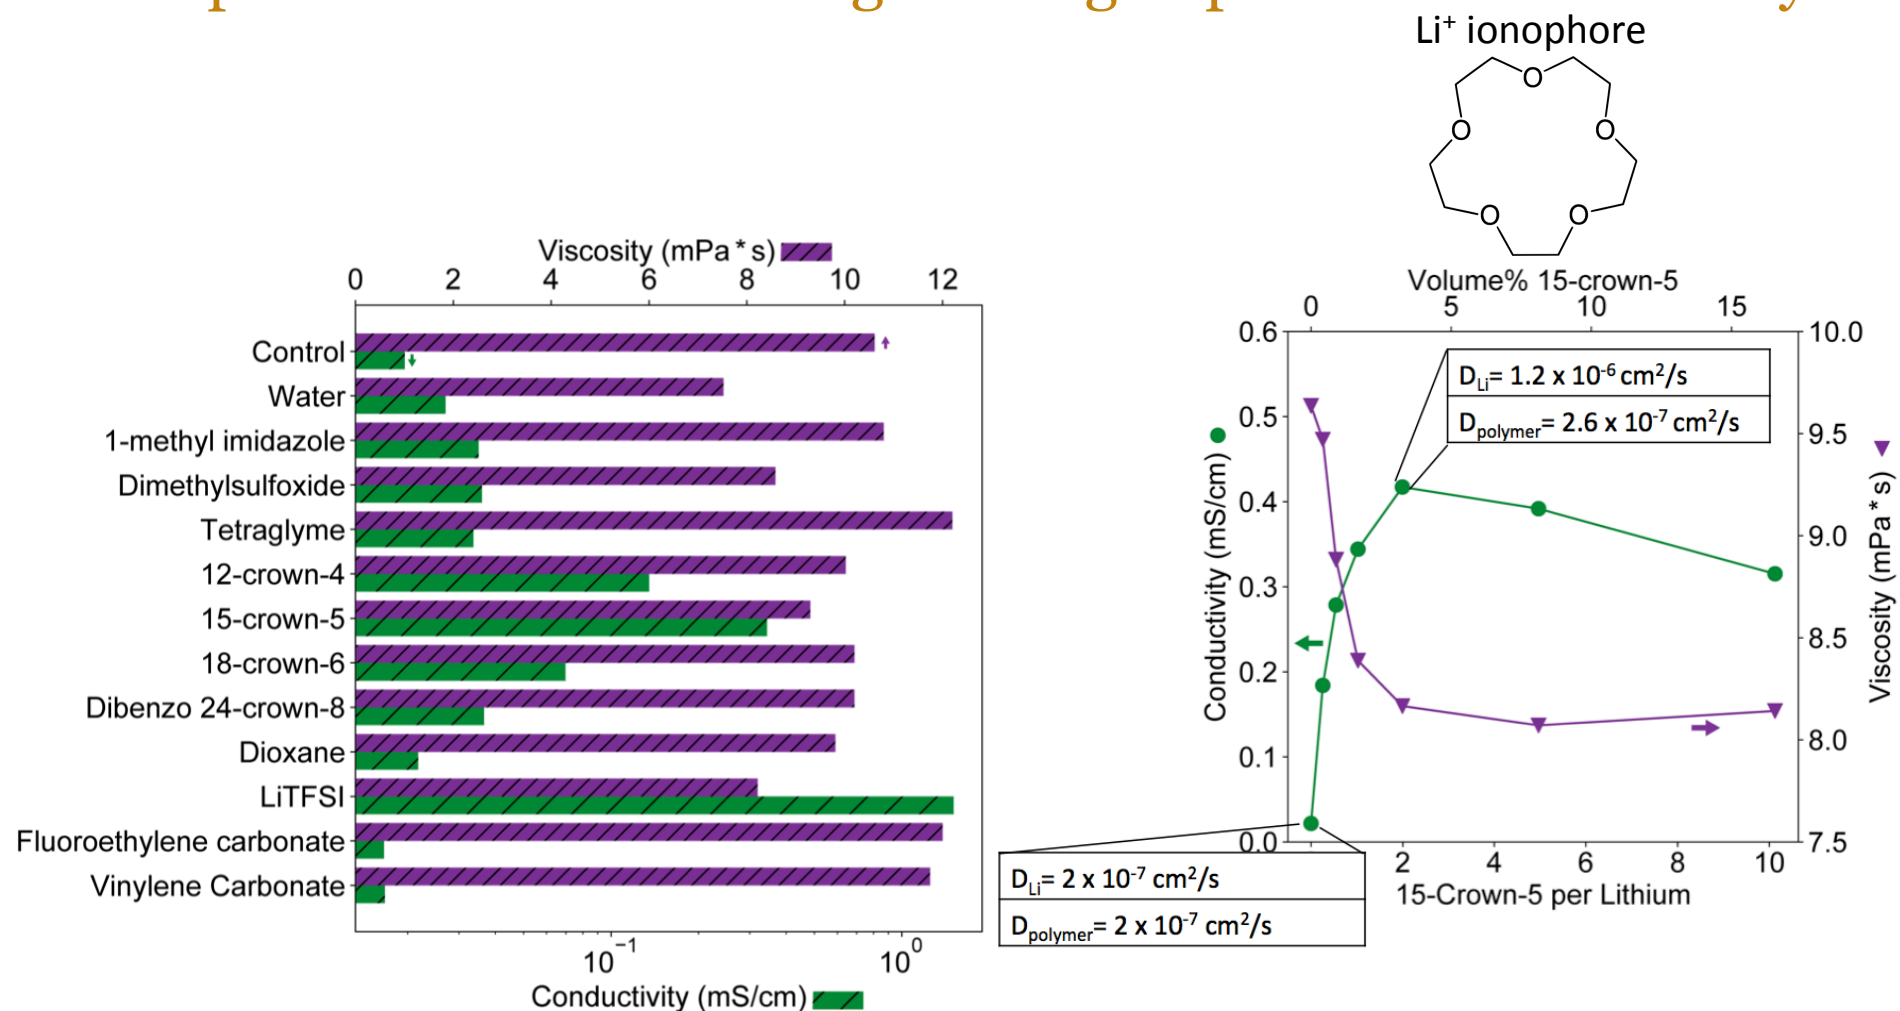 Li⁺ ionophore
O
O
O
O
O
Viscosity (mPa*s)
0 2 4 6 8 10 12
Control
Water
1-methyl imidazole
Dimethylsulfoxide
Tetraglyme
12-crown-4
15-crown-5
18-crown-6
Dibenzo 24-crown-8
Dioxane
LiTFSI
Fluoroethylene carbonate
Vinylene Carbonate
10⁻¹ 10⁰
Conductivity (mS/cm)
Volume% 15-crown-5
0 5 10 15
0.6
0.5
0.4
0.3
0.2
0.1
0.0
Conductivity (mS/cm)
D_Li= 1.2 x 10⁻⁶ cm²/s
D_polymer= 2.6 x 10⁻⁷ cm²/s
D_Li= 2 x 10⁻⁷ cm²/s
D_polymer= 2 x 10⁻⁷ cm²/s
10.0
9.5
9.0
8.5
8.0
7.5
Viscosity (mPa*s)
2 4 6 8 10
15-Crown-5 per Lithium